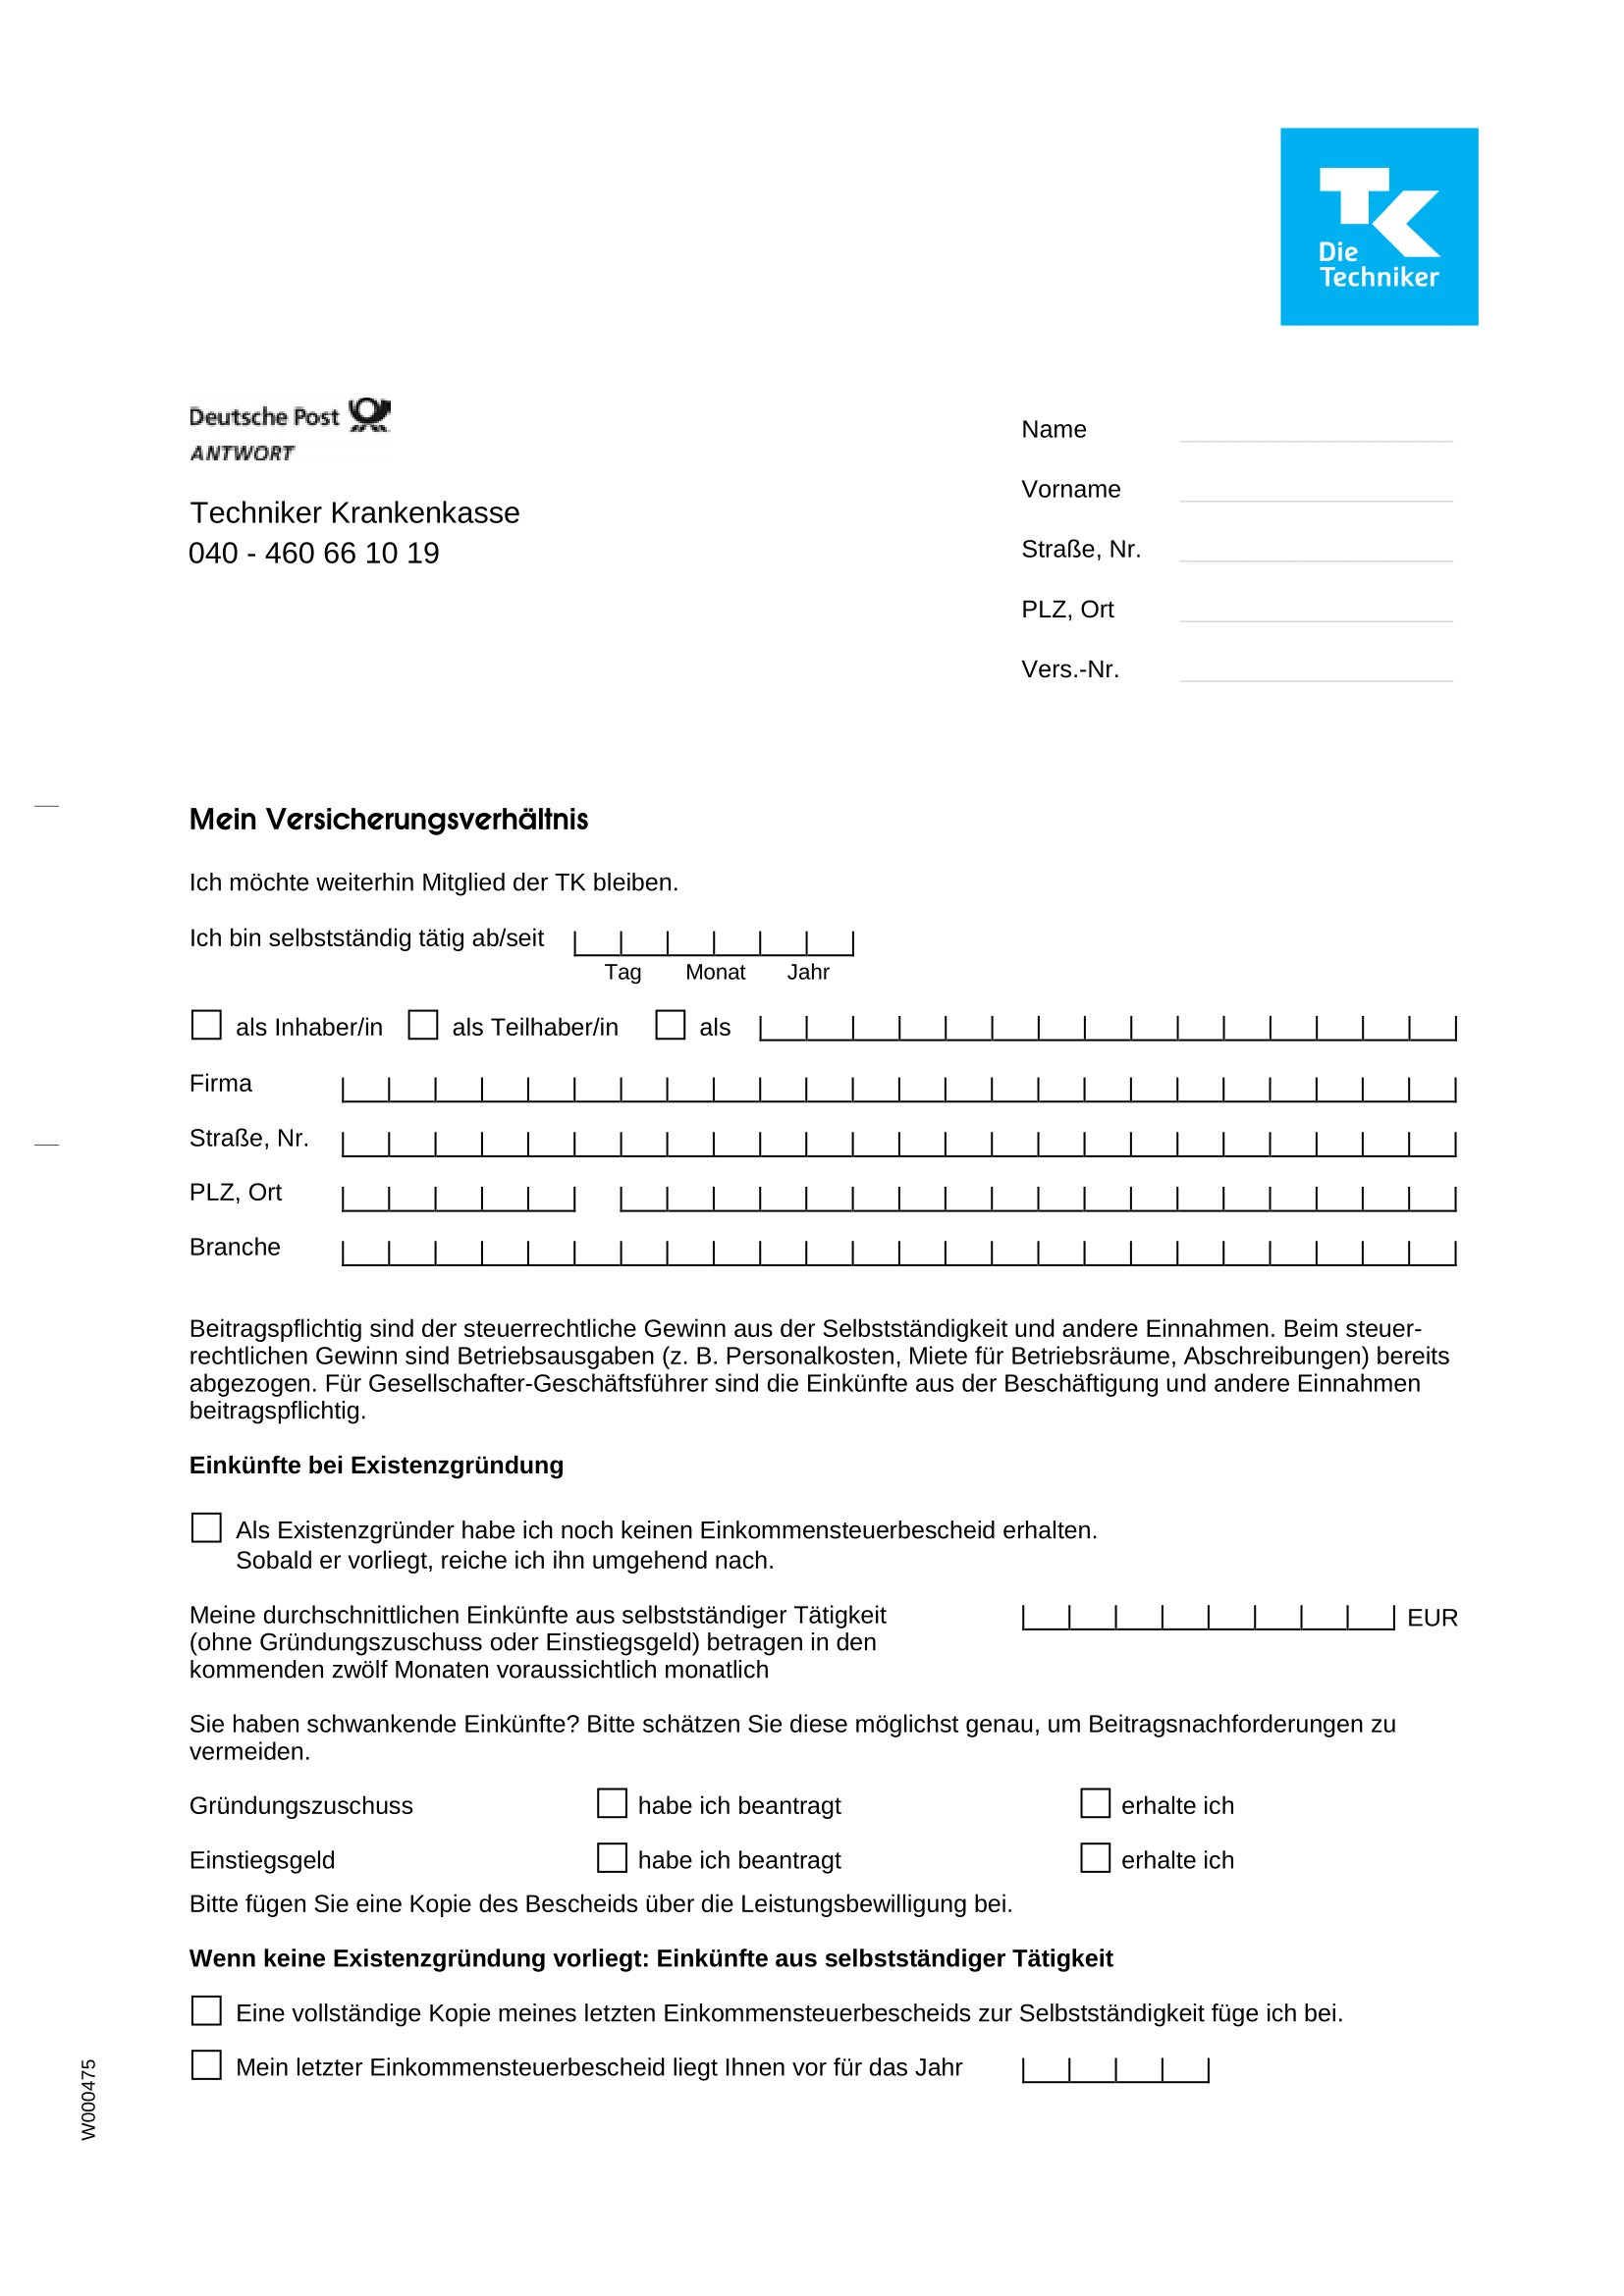 TK
Die
Techniker
Deutsche Post
ANTWORT
Techniker Krankenkasse
040 - 460 66 10 19
Name
Vorname
Straße, Nr.
PLZ, Ort
Vers.-Nr.
Mein Versicherungsverhältnis
Ich möchte weiterhin Mitglied der TK bleiben.
Ich bin selbstständig tätig ab/seit
Tag Monat Jahr
als Inhaber/in als Teilhaber/in als
Firma
Straße, Nr.
PLZ, Ort
Branche
Beitragspflichtig sind der steuerrechtliche Gewinn aus der Selbstständigkeit und andere Einnahmen. Beim steuer-
rechtlichen Gewinn sind Betriebsausgaben (z. B. Personalkosten, Miete für Betriebsräume, Abschreibungen) bereits
abgezogen. Für Gesellschafter-Geschäftsführer sind die Einkünfte aus der Beschäftigung und andere Einnahmen
beitragspflichtig.
Einkünfte bei Existenzgründung
Als Existenzgründer habe ich noch keinen Einkommensteuerbescheid erhalten.
Sobald er vorliegt, reiche ich ihn umgehend nach.
Meine durchschnittlichen Einkünfte aus selbstständiger Tätigkeit EUR
(ohne Gründungszuschuss oder Einstiegsgeld) betragen in den
kommenden zwölf Monaten voraussichtlich monatlich
Sie haben schwankende Einkünfte? Bitte schätzen Sie diese möglichst genau, um Beitragsnachforderungen zu
vermeiden.
Gründungszuschuss habe ich beantragt erhalte ich
Einstiegsgeld habe ich beantragt erhalte ich
Bitte fügen Sie eine Kopie des Bescheids über die Leistungsbewilligung bei.
Wenn keine Existenzgründung vorliegt: Einkünfte aus selbstständiger Tätigkeit
Eine vollständige Kopie meines letzten Einkommensteuerbescheids zur Selbstständigkeit füge ich bei.
Mein letzter Einkommensteuerbescheid liegt Ihnen vor für das Jahr
W000475